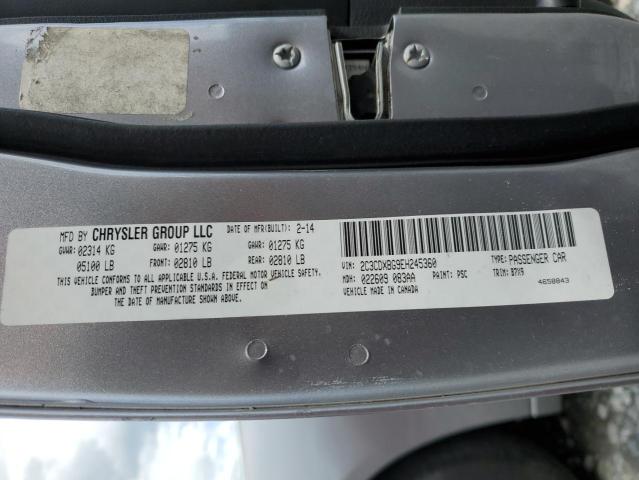 MFD BY CHRYSLER GROUP LLC DATE OF MFR(BUILT): 2-14
GVWR: 02314 KG GAWR: 01275 KG GAWR: 01275 KG
05100 LB FRONT: 02810 LB REAR: 02810 LB
THIS VEHICLE CONFORMS TO ALL APPLICABLE U.S.A. FEDERAL MOTOR VEHICLE SAFETY,
BUMPER AND THEFT PREVENTION STANDARDS IN EFFECT ON
THE DATE OF MANUFACTURE SHOWN ABOVE.
VIN: 2C3CDXBG9EH245360 TYPE: PASSENGER CAR
MDH: 022609 083AA PAINT: PSC TRIM: B7X9
VEHICLE MADE IN CANADA 4658843